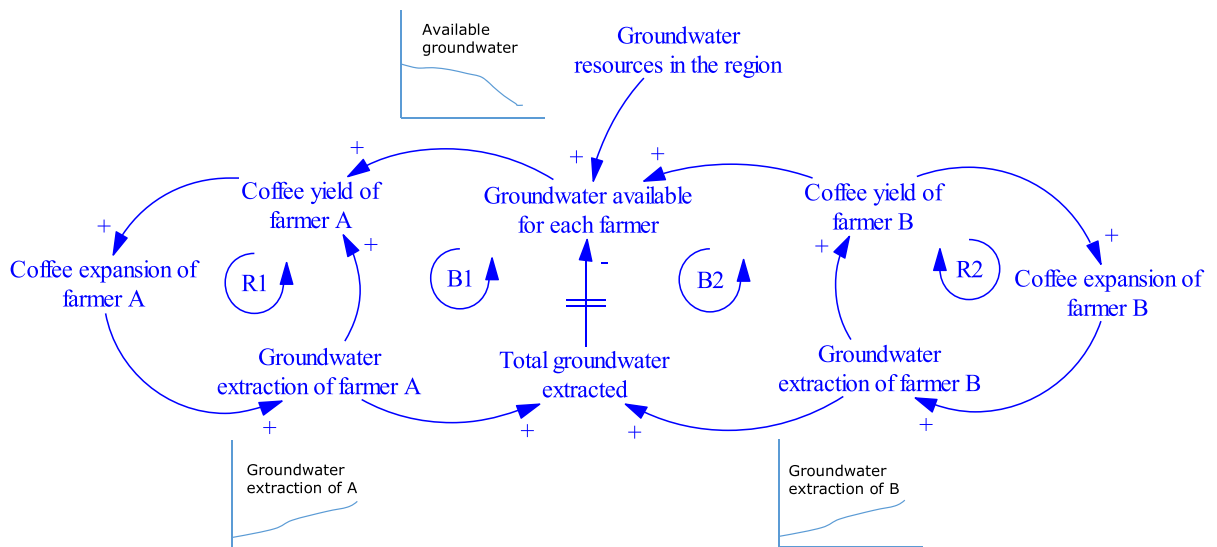 Available
groundwater
Groundwater
resources in the region
+
+
+
Coffee yield of
farmer A
Groundwater available
for each farmer
Coffee yield of
farmer B
+
+
+
+
-
Coffee expansion of
farmer A
R1
B1
B2
R2
Coffee expansion of
farmer B
Groundwater
extraction of farmer A
Total groundwater
extracted
Groundwater
extraction of farmer B
+
+
+
+
Groundwater
extraction of A
Groundwater
extraction of B